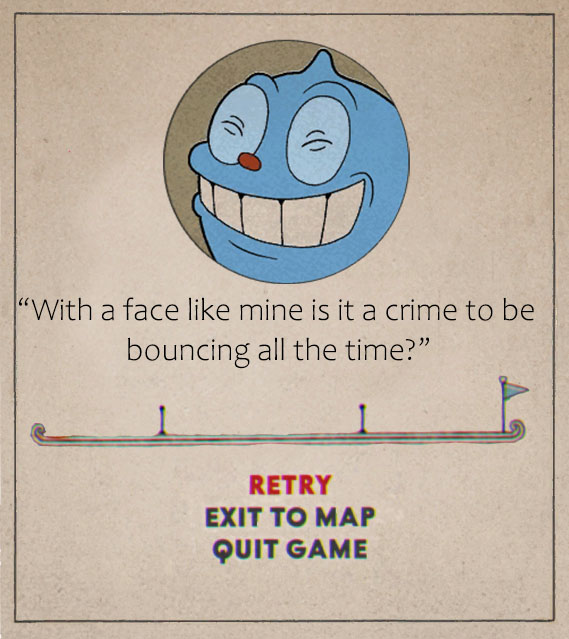 “With a face like mine is it a crime to be
bouncing all the time?”
RETRY
EXIT TO MAP
QUIT GAME